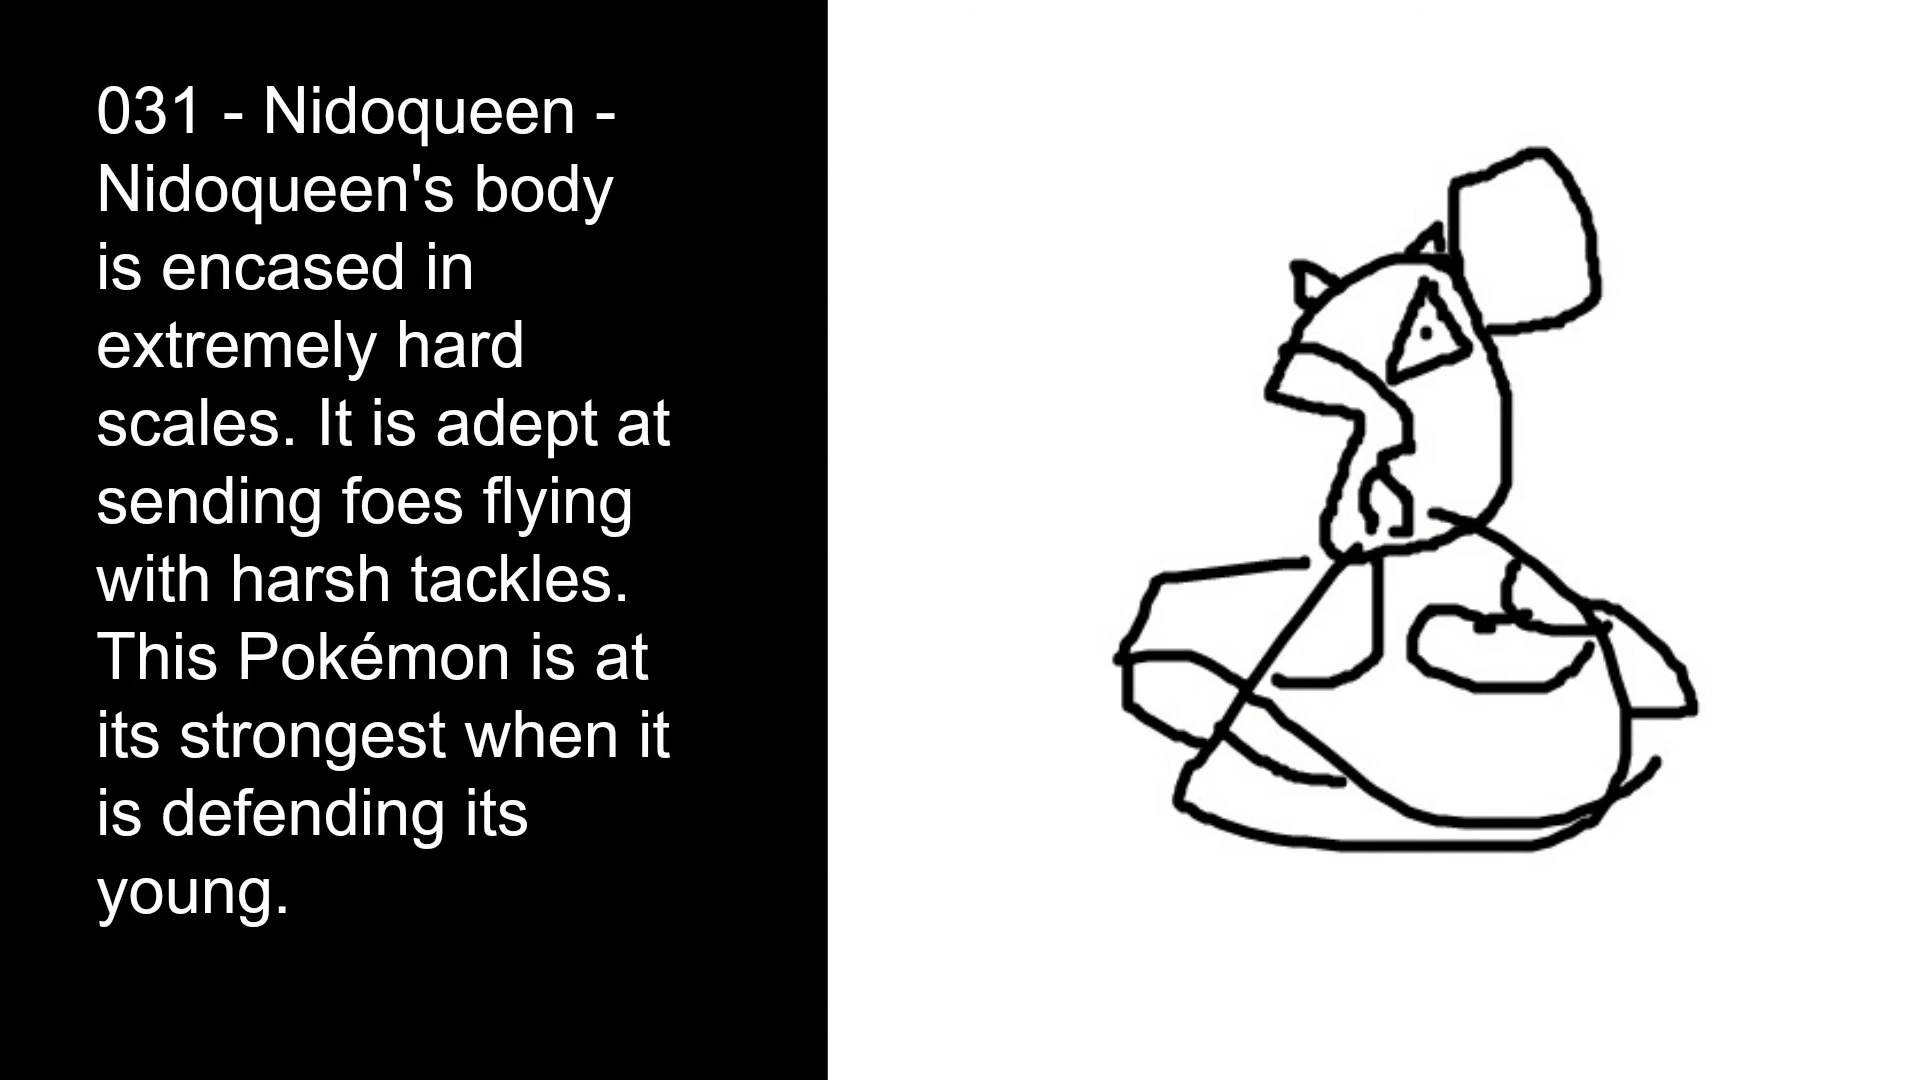 031 - Nidoqueen -
Nidoqueen's body
is encased in
extremely hard
scales. It is adept at
sending foes flying
with harsh tackles.
This Pokémon is at
its strongest when it
is defending its
young.